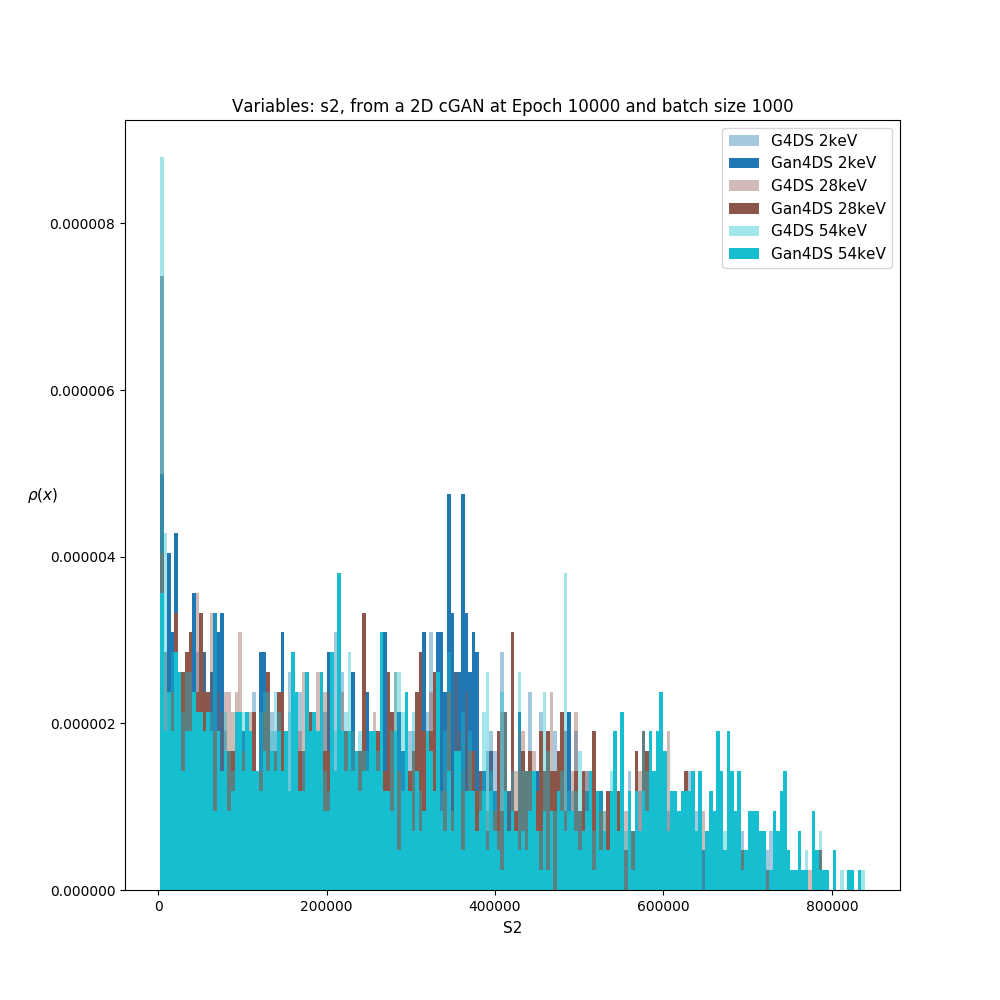 Variables: s2, from a 2D cGAN at Epoch 10000 and batch size 1000
G4DS 2keV
Gan4DS 2keV
G4DS 28keV
Gan4DS 28keV
G4DS 54keV
Gan4DS 54keV
0.000008
0.000006
ρ(x)
0.000004
0.000002
0.000000
0 200000 400000 600000 800000
S2